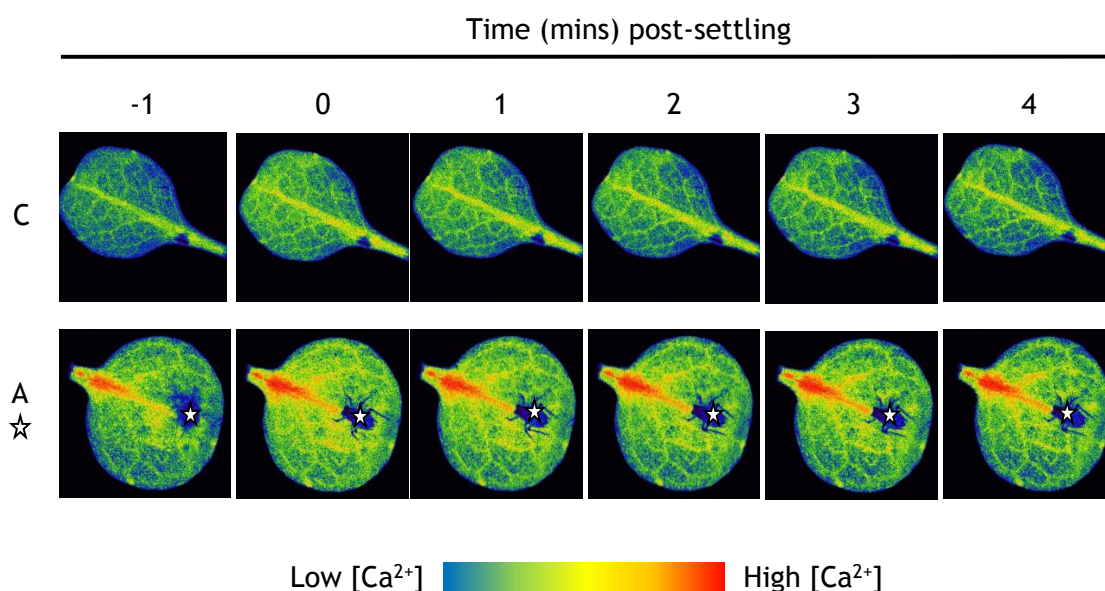 Time (mins) post-settling
-1 0 1 2 3 4
C
A
Low [Ca²⁺] High [Ca²⁺]